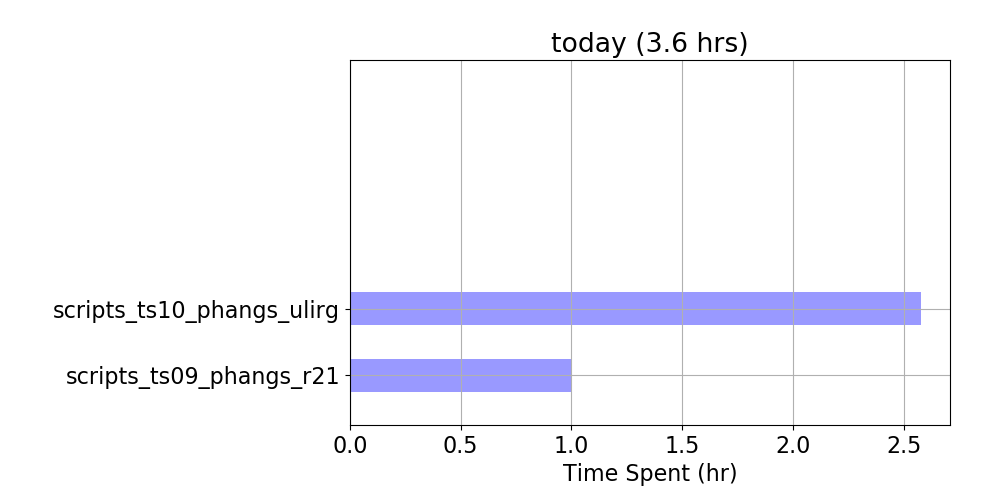 today (3.6 hrs)
scripts_ts10_phangs_ulirg
scripts_ts09_phangs_r21
0.0 0.5 1.0 1.5 2.0 2.5
Time Spent (hr)